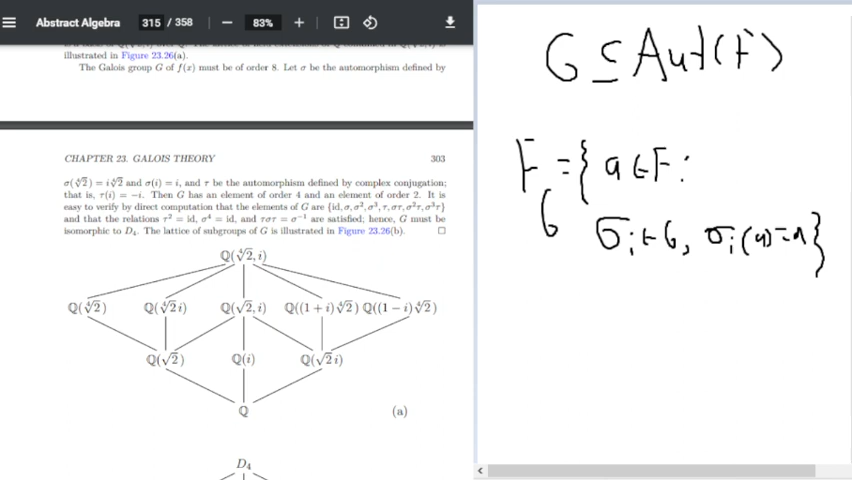 Abstract Algebra
315 / 358
83%
illustrated in Figure 23.26(a).
The Galois group G of f(x) must be of order 8. Let σ be the automorphism defined by
CHAPTER 23. GALOIS THEORY 303
σ(∜2) = i∜2 and σ(i) = i, and τ be the automorphism defined by complex conjugation;
that is, τ(i) = −i. Then G has an element of order 4 and an element of order 2. It is
easy to verify by direct computation that the elements of G are {id, σ, σ², σ³, τ, στ, σ²τ, σ³τ}
and that the relations τ² = id, σ⁴ = id, and τστ = σ⁻¹ are satisfied; hence, G must be
isomorphic to D₄. The lattice of subgroups of G is illustrated in Figure 23.26(b). □
ℚ(∜2, i)
ℚ(∜2) ℚ(∜2 i) ℚ(√2, i) ℚ((1 + i)∜2) ℚ((1 − i)∜2)
ℚ(√2) ℚ(i) ℚ(√2 i)
ℚ
(a)
D₄
G ⊆ Aut(F)
F_G = {a ∈ F:
σᵢ ∈ G, σᵢ(a) = a}